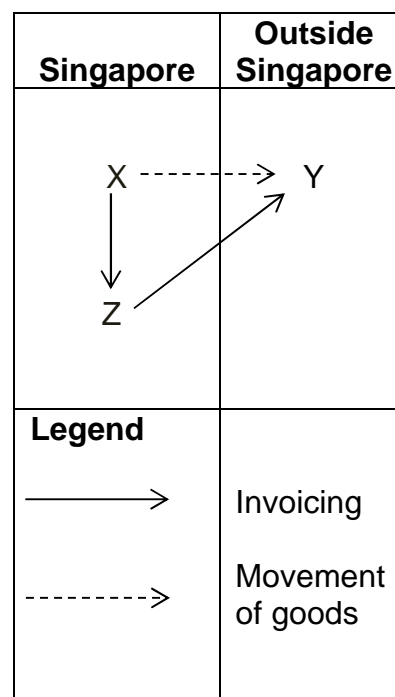 Singapore
Outside
Singapore
X
Y
Z
Legend
Invoicing
Movement
of goods